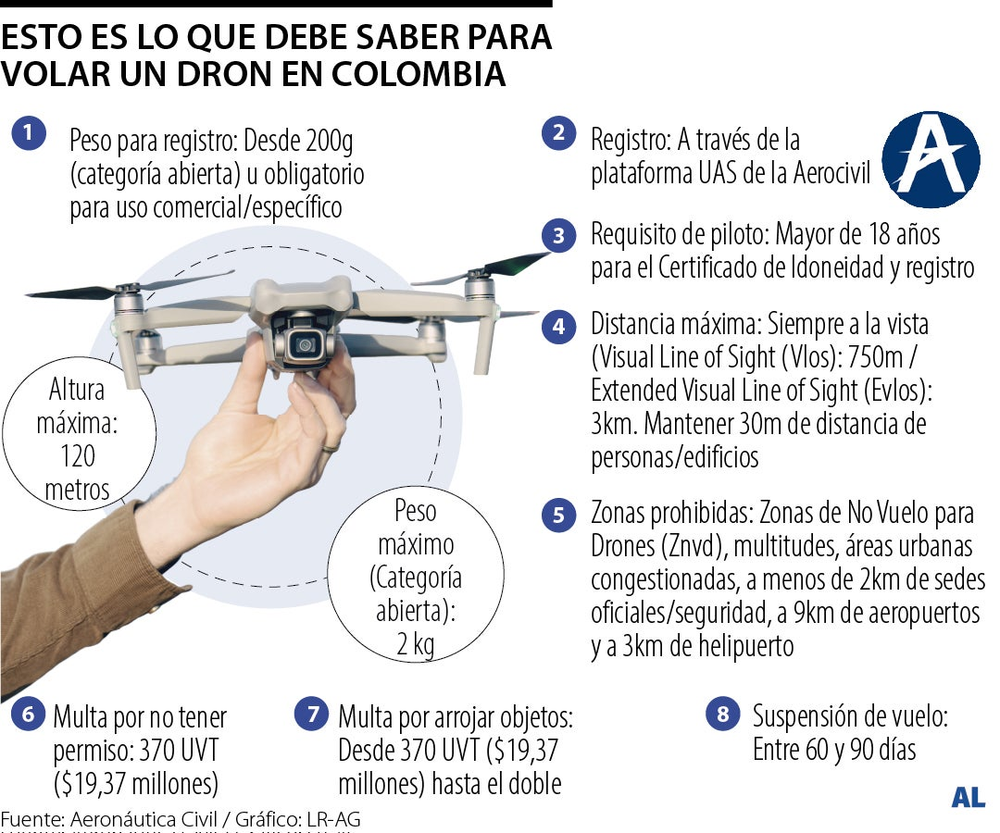 ESTO ES LO QUE DEBE SABER PARA
VOLAR UN DRON EN COLOMBIA
1
Peso para registro: Desde 200g
(categoría abierta) u obligatorio
para uso comercial/específico
2
Registro: A través de la
plataforma UAS de la Aerocivil
A
3
Requisito de piloto: Mayor de 18 años
para el Certificado de Idoneidad y registro
4
Distancia máxima: Siempre a la vista
(Visual Line of Sight (Vlos): 750m /
Extended Visual Line of Sight (Evlos):
3km. Mantener 30m de distancia de
personas/edificios
Altura
máxima:
120
metros
Peso
máximo
(Categoría
abierta):
2 kg
5
Zonas prohibidas: Zonas de No Vuelo para
Drones (Znvd), multitudes, áreas urbanas
congestionadas, a menos de 2km de sedes
oficiales/seguridad, a 9km de aeropuertos
y a 3km de helipuerto
6
Multa por no tener
permiso: 370 UVT
($19,37 millones)
7
Multa por arrojar objetos:
Desde 370 UVT ($19,37
millones) hasta el doble
8
Suspensión de vuelo:
Entre 60 y 90 días
AL
Fuente: Aeronáutica Civil / Gráfico: LR-AG